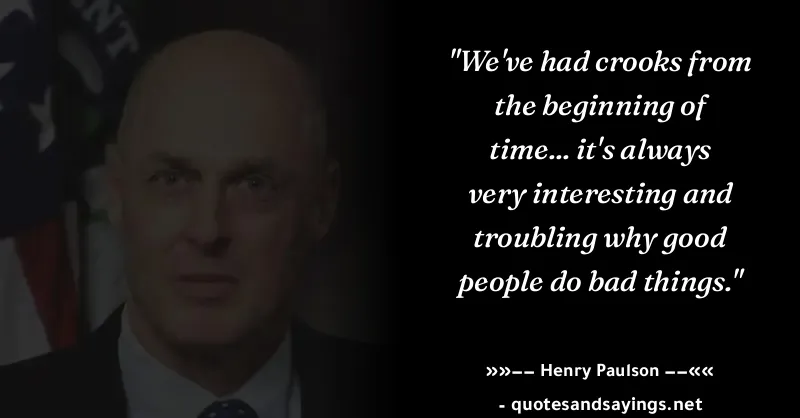 NT
"We've had crooks from
the beginning of
time... it's always
very interesting and
troubling why good
people do bad things."
»»–– Henry Paulson ––««
- quotesandsayings.net